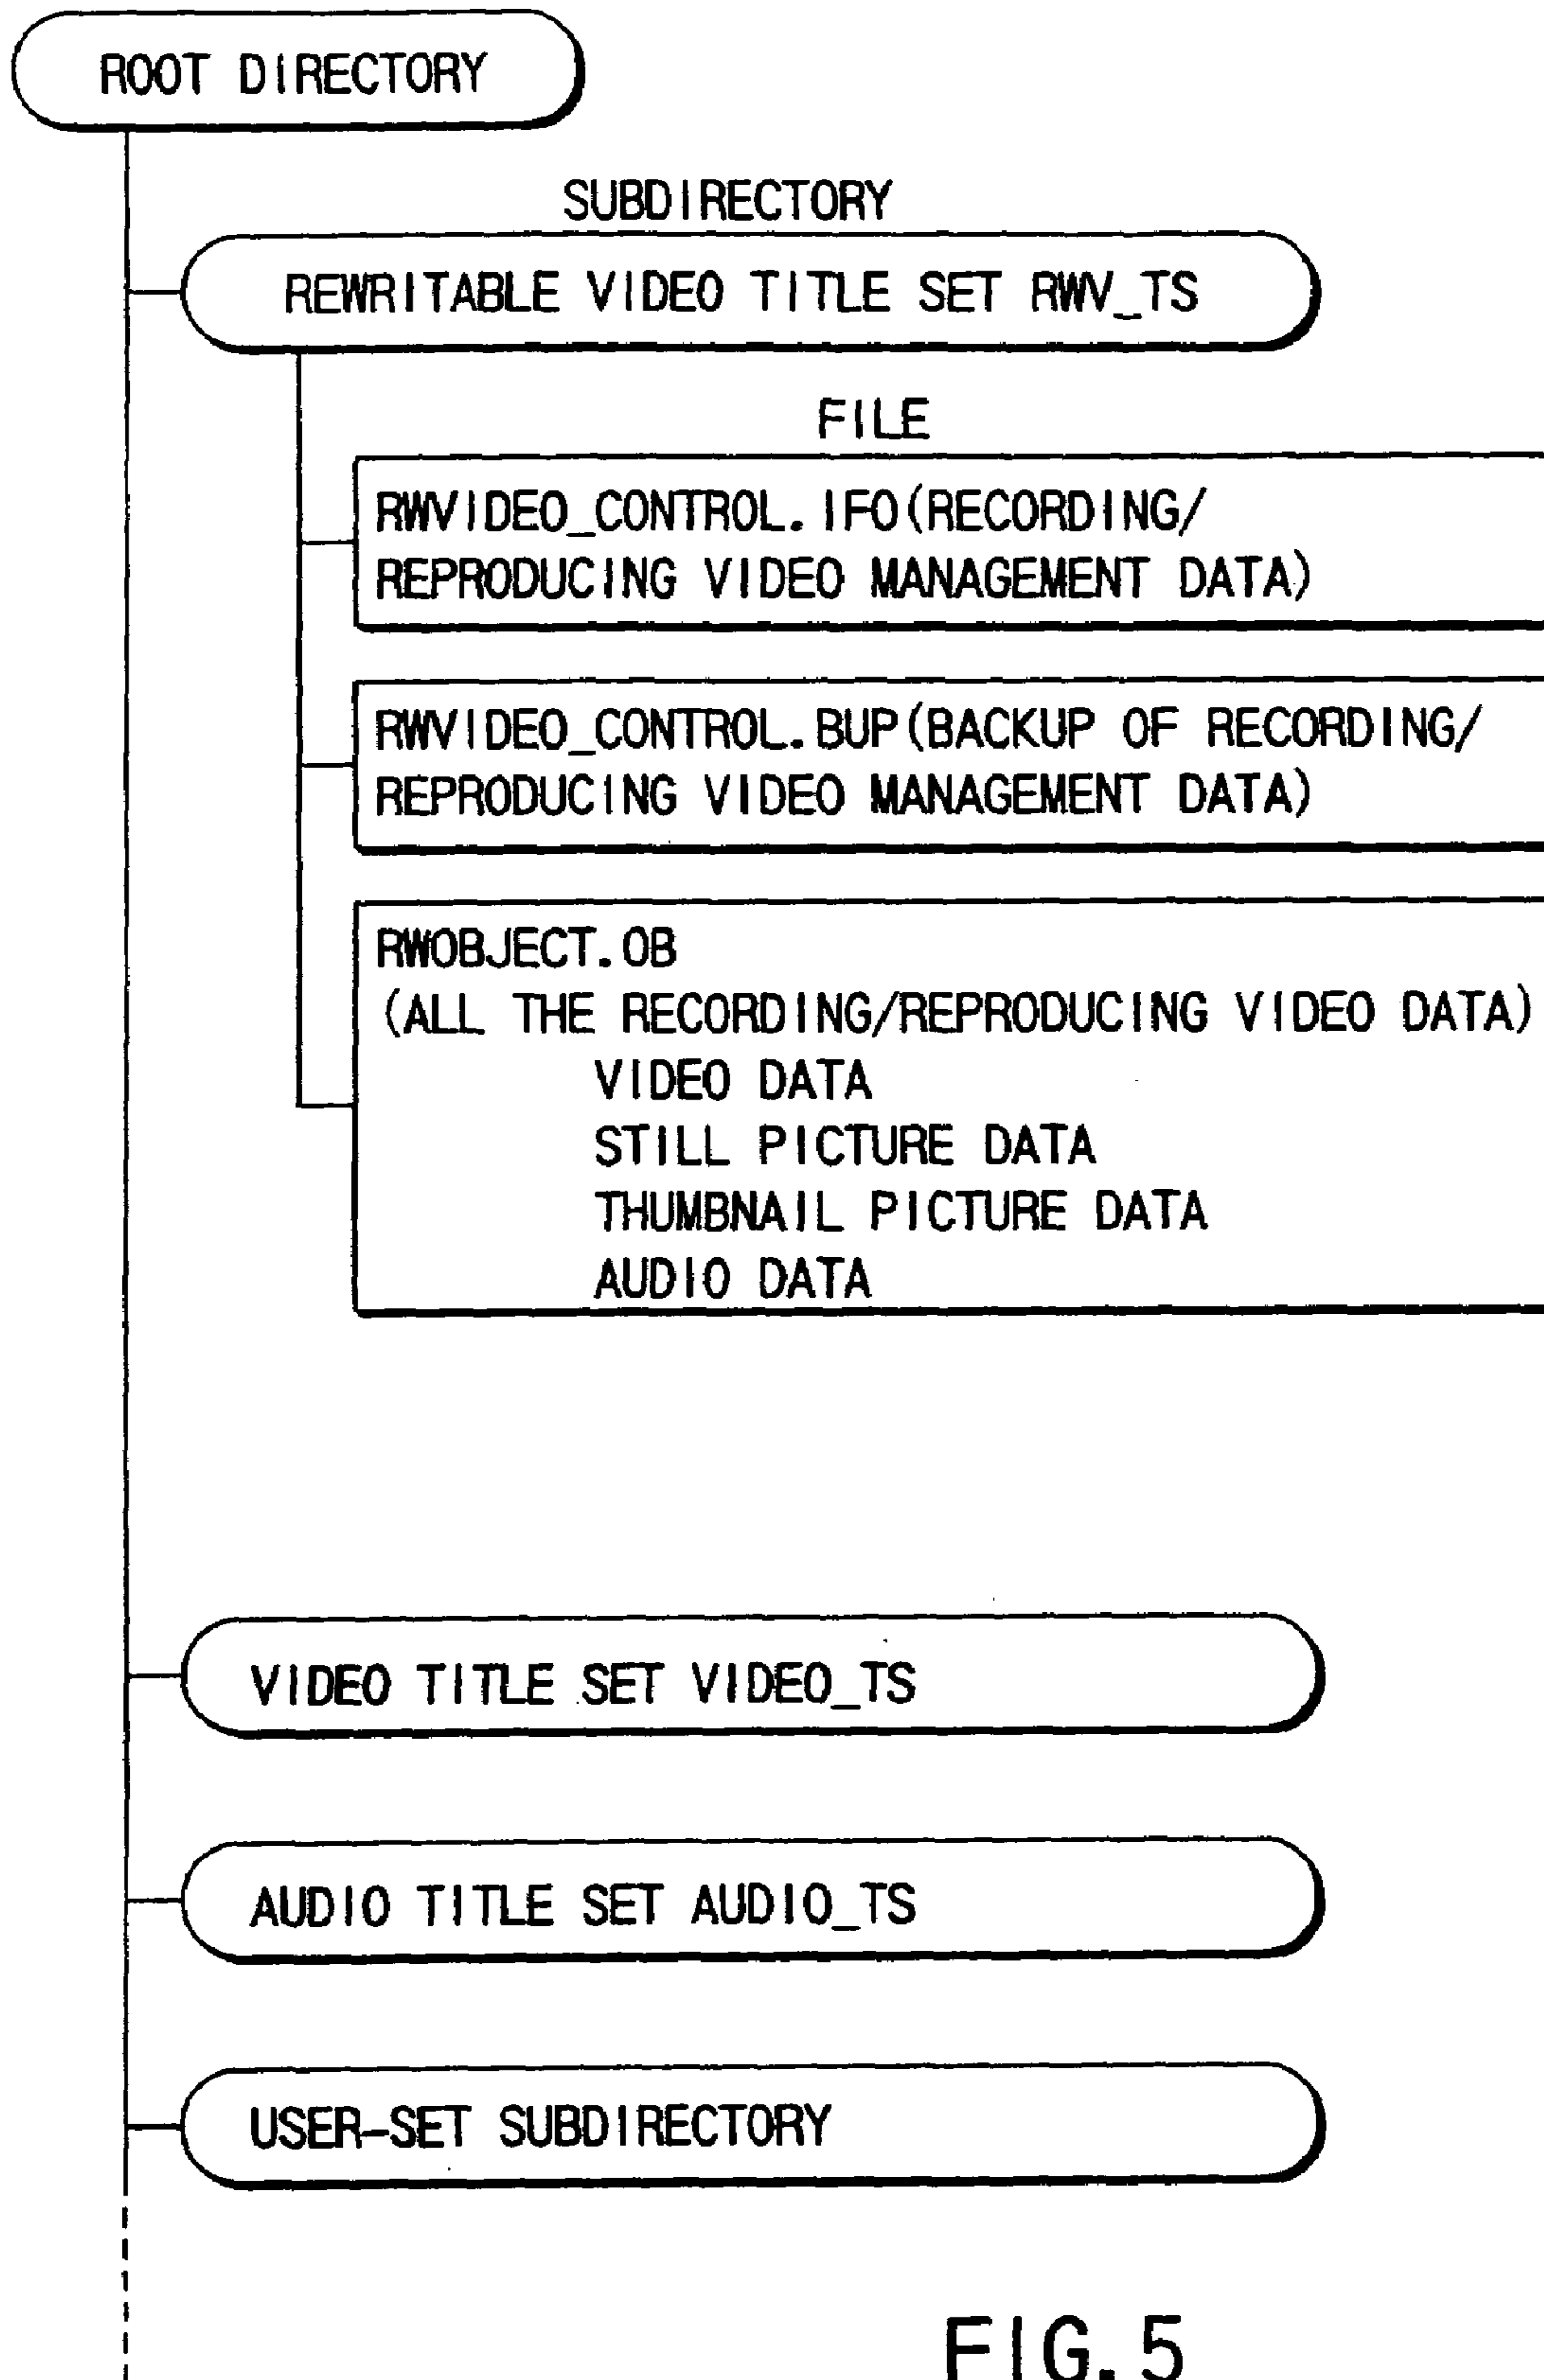 ROOT DIRECTORY
SUBDIRECTORY
REWRITABLE VIDEO TITLE SET RWV_TS
FILE
RWVIDEO_CONTROL.IFO(RECORDING/
REPRODUCING VIDEO MANAGEMENT DATA)
RWVIDEO_CONTROL.BUP(BACKUP OF RECORDING/
REPRODUCING VIDEO MANAGEMENT DATA)
RWOBJECT.OB
(ALL THE RECORDING/REPRODUCING VIDEO DATA)
VIDEO DATA
STILL PICTURE DATA
THUMBNAIL PICTURE DATA
AUDIO DATA
VIDEO TITLE SET VIDEO_TS
AUDIO TITLE SET AUDIO_TS
USER-SET SUBDIRECTORY
FIG.5